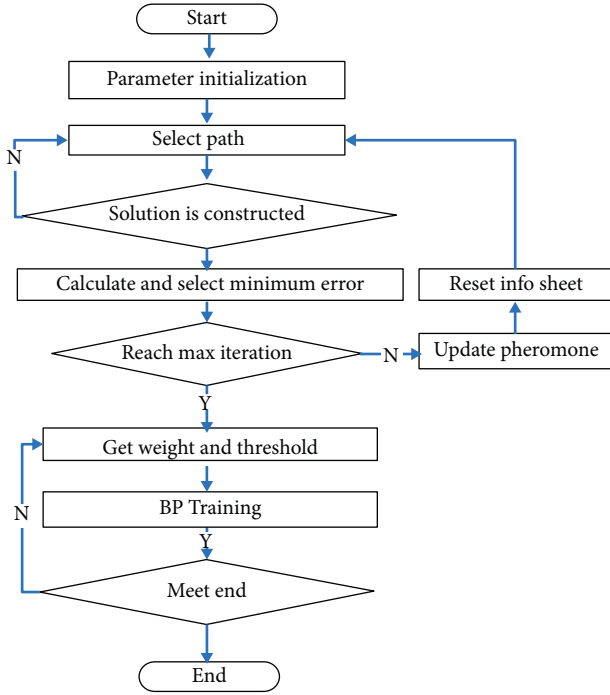 Start
Parameter initialization
Select path
N
Solution is constructed
Calculate and select minimum error
Reset info sheet
Reach max iteration
N
Update pheromone
Y
Get weight and threshold
N
BP Training
Y
Meet end
End